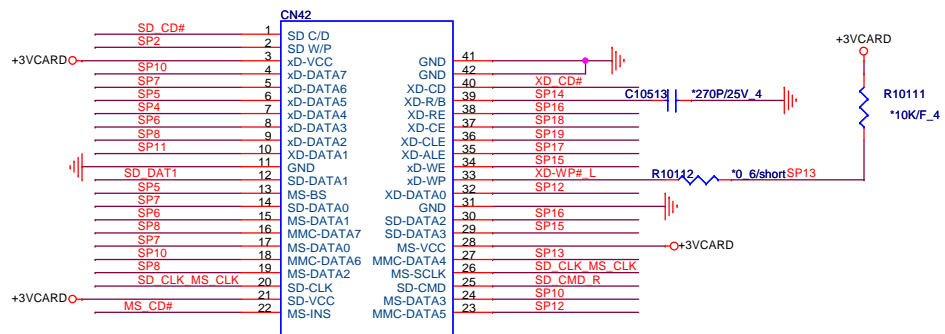 CN42
SD_CD# 1 SD C/D
SP2 2 SD W/P
+3VCARD 3 xD-VCC GND 41
SP10 4 xD-DATA7 GND 42
SP7 5 xD-DATA6 XD-CD 40 XD_CD#
SP5 6 xD-DATA5 XD-R/B 39 SP14 C10513 *270P/25V_4
SP4 7 xD-DATA4 XD-RE 38 SP16
SP6 8 xD-DATA3 XD-CE 37 SP18
SP8 9 xD-DATA2 XD-CLE 36 SP19
SP11 10 XD-DATA1 XD-ALE 35 SP17
11 GND xD-WE 34 SP15
SD_DAT1 12 SD-DATA1 xD-WP 33 XD-WP#_L R10112 *0_6/short SP13
SP5 13 MS-BS XD-DATA0 32 SP12
SP7 14 SD-DATA0 GND 31
SP6 15 MS-DATA1 SD-DATA2 30 SP16
SP8 16 MMC-DATA7 SD-DATA3 29 SP15
SP7 17 MS-DATA0 MS-VCC 28 +3VCARD
SP10 18 MMC-DATA6 MMC-DATA4 27 SP13
SP8 19 MS-DATA2 MS-SCLK 26 SD_CLK_MS_CLK
SD_CLK_MS_CLK 20 SD-CLK SD-CMD 25 SD_CMD_R
+3VCARD 21 SD-VCC MS-DATA3 24 SP10
MS_CD# 22 MS-INS MMC-DATA5 23 SP12
+3VCARD
R10111
*10K/F_4